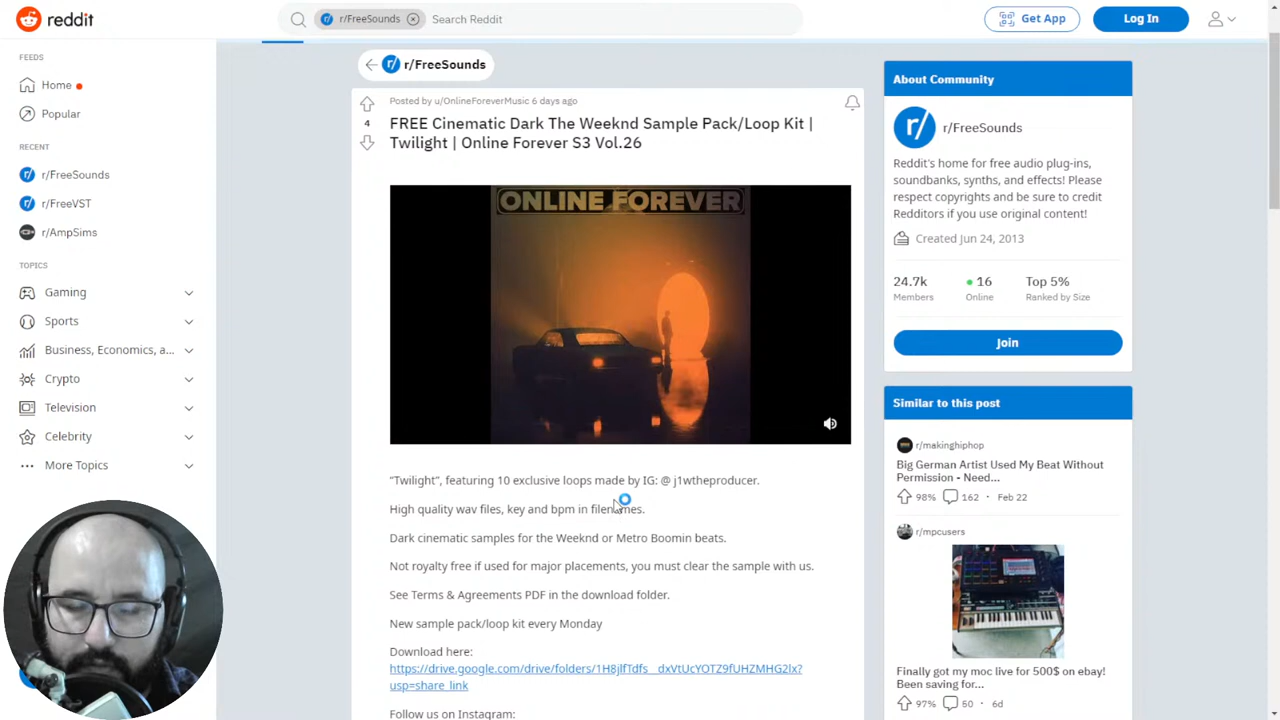 reddit
r/FreeSounds
Search Reddit
Get App
Log In
FEEDS
Home
Popular
RECENT
r/FreeSounds
r/FreeVST
r/AmpSims
TOPICS
Gaming
Sports
Business, Economics, a...
Crypto
Television
Celebrity
More Topics
r/FreeSounds
Posted by u/OnlineForeverMusic 6 days ago
4
FREE Cinematic Dark The Weeknd Sample Pack/Loop Kit |
Twilight | Online Forever S3 Vol.26
ONLINE FOREVER
"Twilight", featuring 10 exclusive loops made by IG: @ j1wtheproducer.
High quality wav files, key and bpm in filenames.
Dark cinematic samples for the Weeknd or Metro Boomin beats.
Not royalty free if used for major placements, you must clear the sample with us.
See Terms & Agreements PDF in the download folder.
New sample pack/loop kit every Monday
Download here:
https://drive.google.com/drive/folders/1H8jlfTdfs__dxVtUcYOTZ9fUHZMHG2lx?
usp=share_link
Follow us on Instagram:
About Community
r/
r/FreeSounds
Reddit's home for free audio plug-ins,
soundbanks, synths, and effects! Please
respect copyrights and be sure to credit
Redditors if you use original content!
Created Jun 24, 2013
24.7k
Members
16
Online
Top 5%
Ranked by Size
Join
Similar to this post
r/makinghiphop
Big German Artist Used My Beat Without
Permission - Need...
98%
162
Feb 22
r/mpcusers
Finally got my moc live for 500$ on ebay!
Been saving for...
97%
50
6d